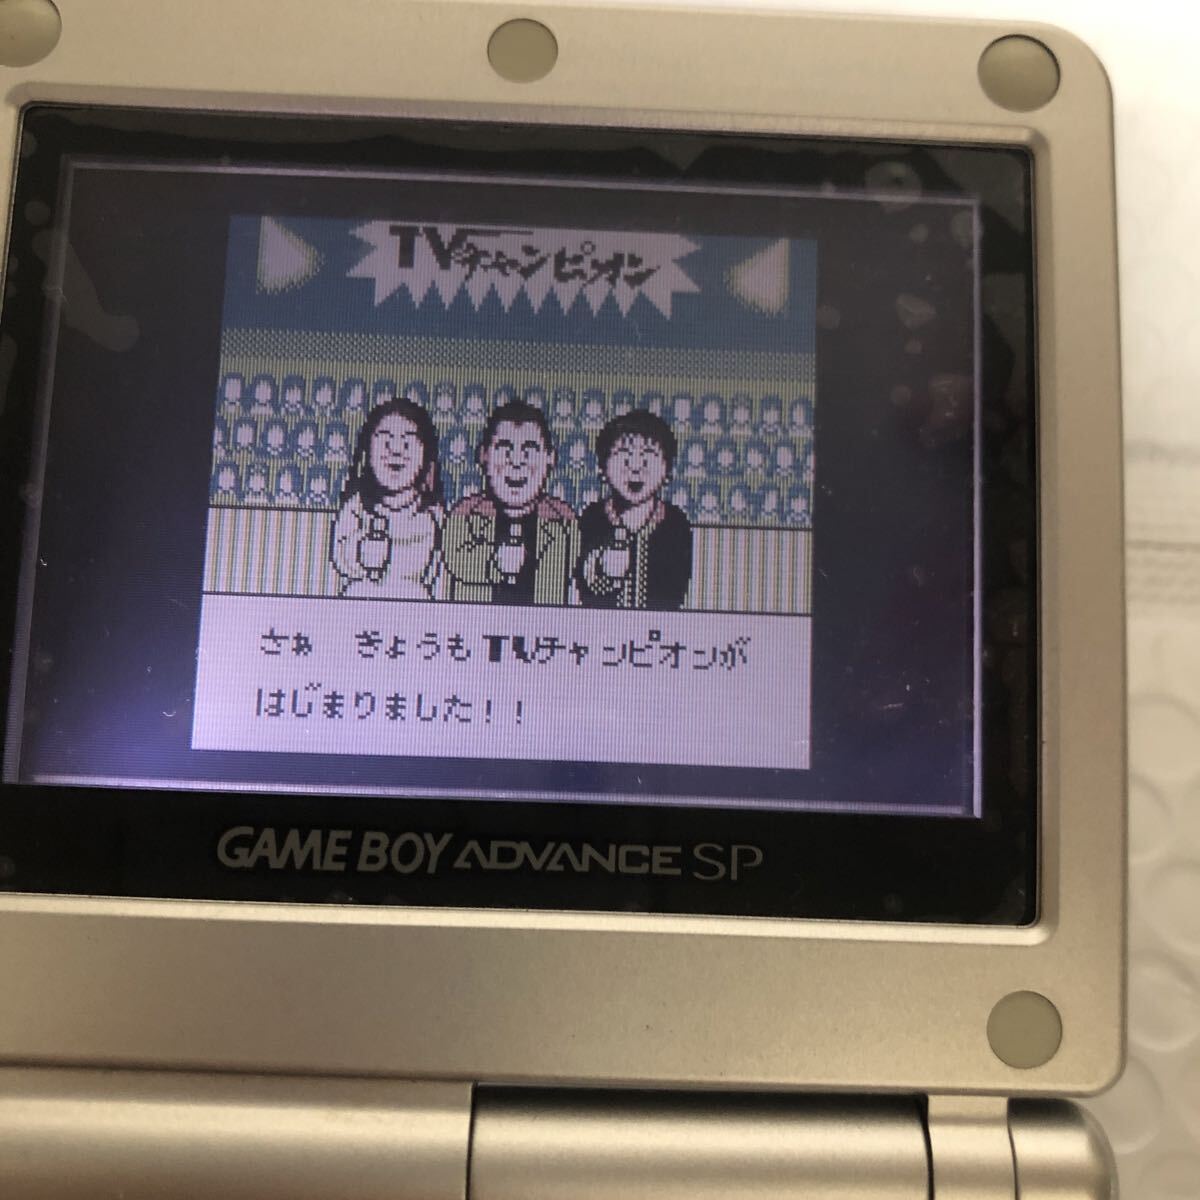 TVチャンピオン
さぁ きょうもTVチャンピオンが
はじまりました!!
GAME BOY ADVANCE SP